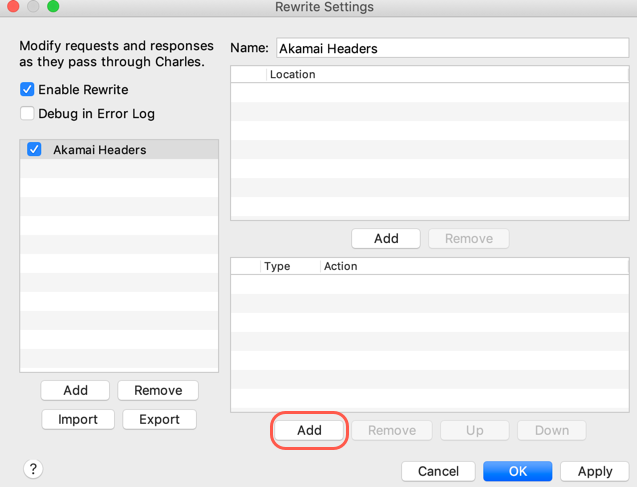 Rewrite Settings
Modify requests and responses
as they pass through Charles.
Enable Rewrite
Debug in Error Log
Akamai Headers
Add
Remove
Import
Export
Name:
Akamai Headers
Location
Add
Remove
Type
Action
Add
Remove
Up
Down
?
Cancel
OK
Apply